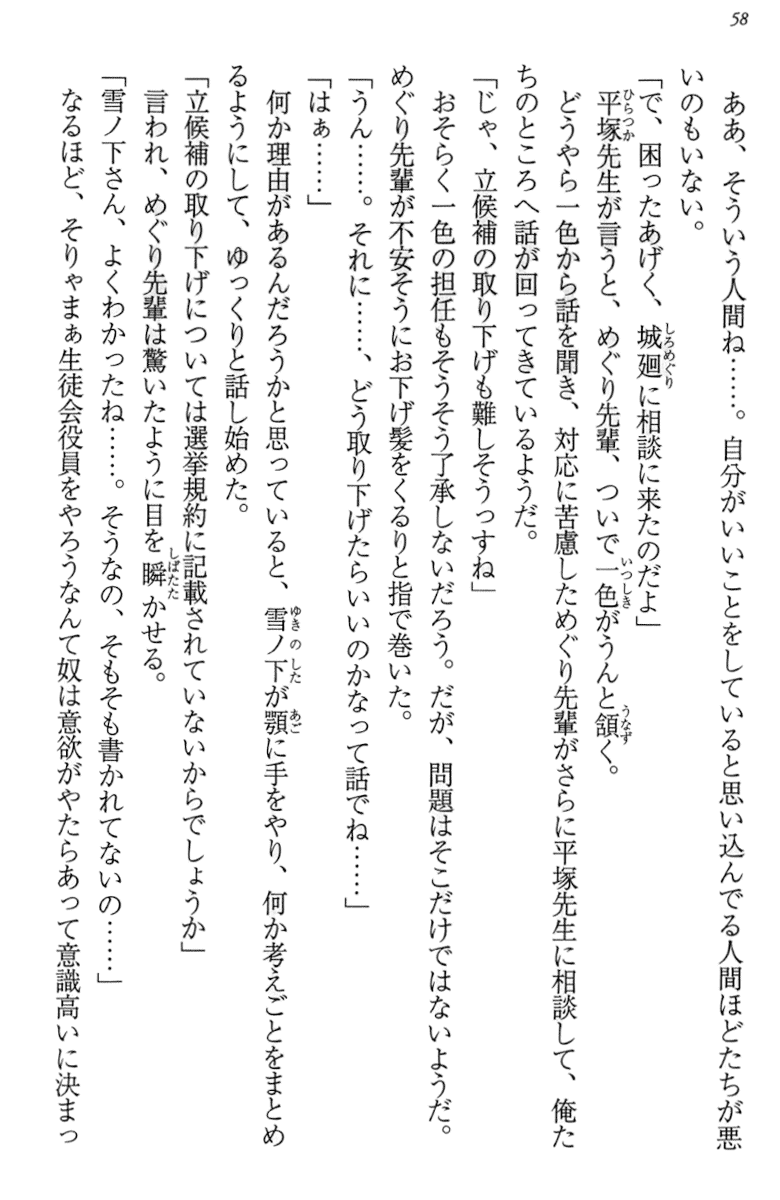 58
ああ、そういう人間ね……。自分がいいことをしていると思い込んでる人間ほどたちが悪
いのもいない。
「で、困ったあげく、城廻に相談に来たのだよ」
平塚先生が言うと、めぐり先輩、ついで一色がうんと頷く。
どうやら一色から話を聞き、対応に苦慮しためぐり先輩がさらに平塚先生に相談して、俺た
ちのところへ話が回ってきているようだ。
「じゃ、立候補の取り下げも難しそうっすね」
おそらく一色の担任もそうそう了承しないだろう。だが、問題はそこだけではないようだ。
めぐり先輩が不安そうにお下げ髪をくるりと指で巻いた。
「うん……。それに……、どう取り下げたらいいのかなって話でね……」
「はぁ……」
何か理由があるんだろうかと思っていると、雪ノ下が顎に手をやり、何か考えごとをまとめ
るようにして、ゆっくりと話し始めた。
「立候補の取り下げについては選挙規約に記載されていないからでしょうか」
言われ、めぐり先輩は驚いたように目を瞬かせる。
「雪ノ下さん、よくわかったね……。そうなの、そもそも書かれてないの……」
なるほど、そりゃまぁ生徒会役員をやろうなんて奴は意欲がやたらあって意識高いに決まっ